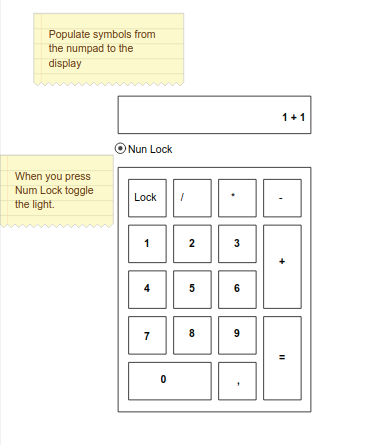 Populate symbols from
the numpad to the
display
1 + 1
Nun Lock
When you press
Num Lock toggle
the light.
Lock / * -
1 2 3
+
4 5 6
7 8 9
=
0 ,